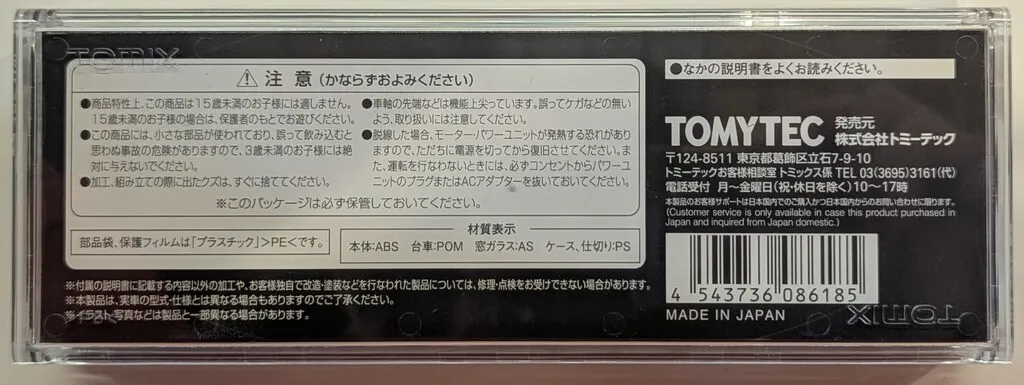 TOMIX
⚠ 注意 (かならずおよみください)
●商品特性上、この商品は15歳未満のお子様には適しません。
15歳未満のお子様の場合は、保護者のもとでお遊びください。
●この商品には、小さな部品が使われており、誤って飲み込むと
思わぬ事故の危険がありますので、3歳未満のお子様には絶
対に与えないでください。
●加工、組み立ての際に出たクズは、すぐに捨ててください。
●車軸の先端などは機能上尖っています。誤ってケガなどの無い
よう、取り扱いには注意してください。
●脱線した場合、モーター・パワーユニットが発熱する恐れがあり
ますので、ただちに電源を切ってから復旧させてください。ま
た、運転を行なわないときには、必ずコンセントからパワーユ
ニットのプラグまたはACアダプターを抜いておいてください。
※このパッケージは必ず保管しておいてください。
部品袋、保護フィルムは「プラスチック」>PE<です。
材質表示
本体:ABS 台車:POM 窓ガラス:AS ケース、仕切り:PS
※付属の説明書に記載する内容以外の加工や、お客様独自で改造・塗装などを行なわれた製品については、修理・点検をお受けできない場合があります。
※本製品は、実車の型式・仕様とは異なる場合もありますのでご了承ください。
※イラスト・写真などは製品と一部異なる場合があります。
●なかの説明書をよくお読みください。
TOMYTEC 発売元
株式会社トミーテック
〒124-8511 東京都葛飾区立石7-9-10
トミーテックお客様相談室 トミックス係 TEL 03(3695)3161(代)
電話受付 月〜金曜日(祝・休日を除く)10〜17時
本製品のお客様サポートは日本国内でのご購入かつ日本国内からのお問い合わせに限ります。
(Customer service is only available in case this product purchased in
Japan and inquired from Japan domestic.)
4 543736 086185
MADE IN JAPAN
TOMIX